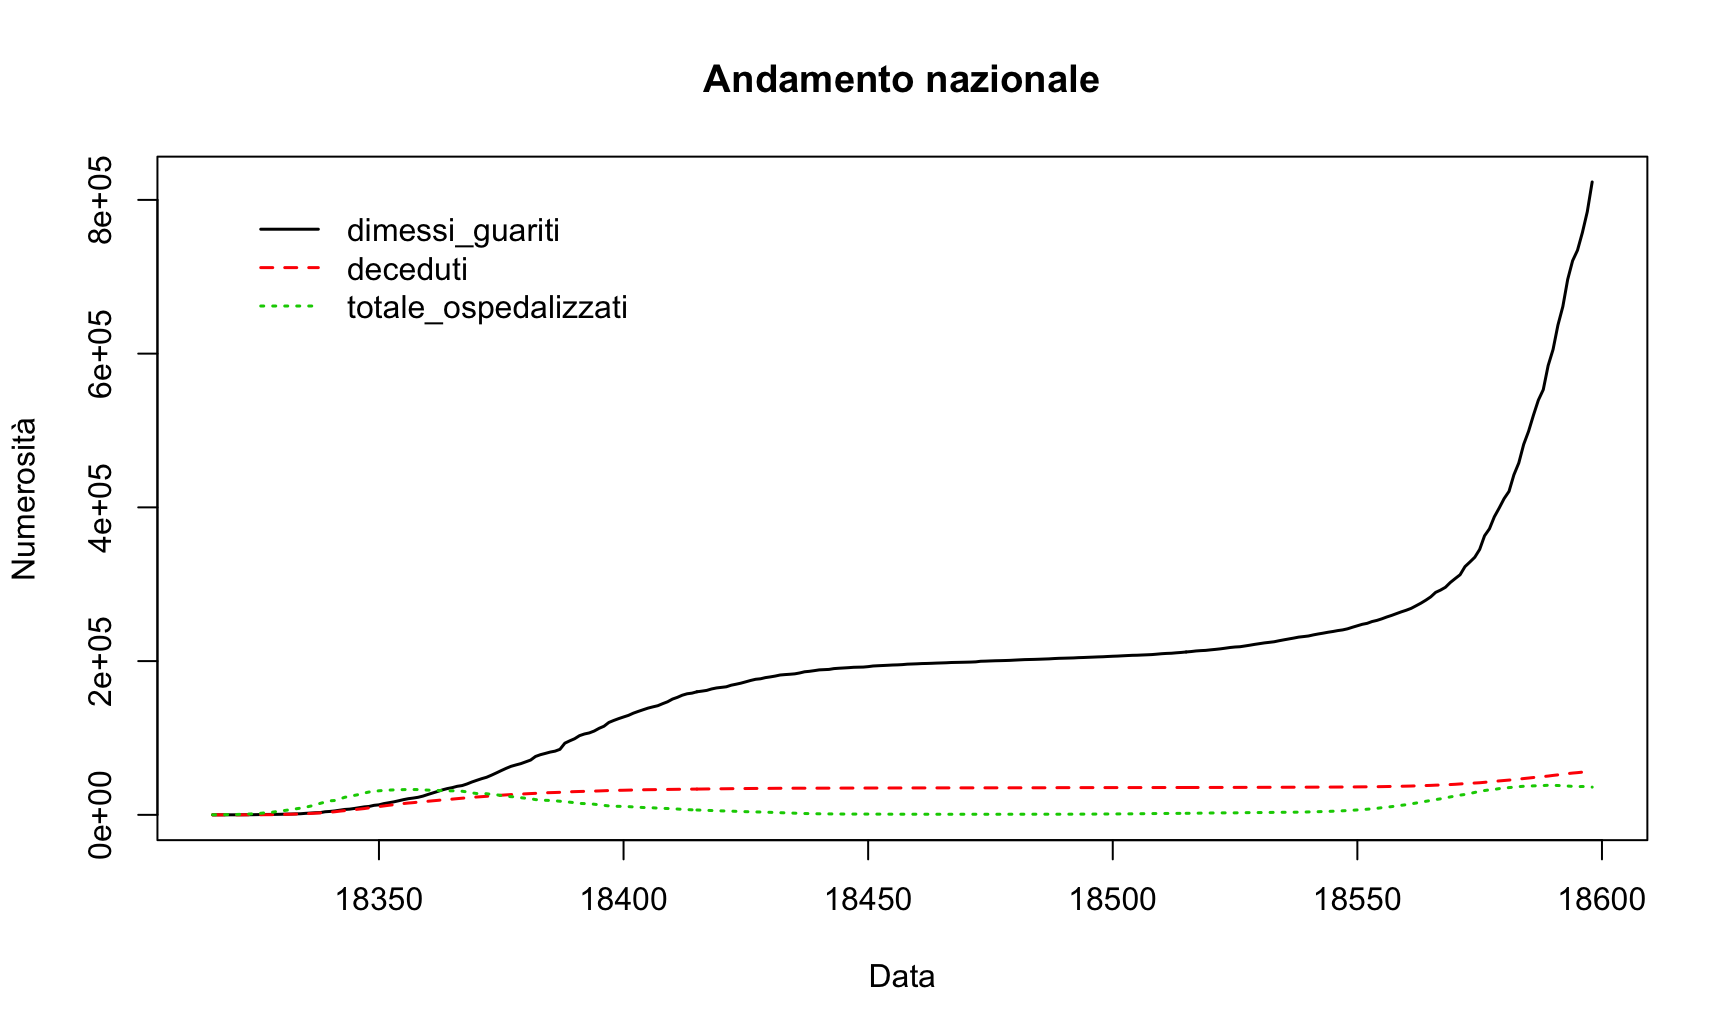 Andamento nazionale
8e+05
6e+05
4e+05
2e+05
0e+00
Numerosità
dimessi_guariti
deceduti
totale_ospedalizzati
18350 18400 18450 18500 18550 18600
Data